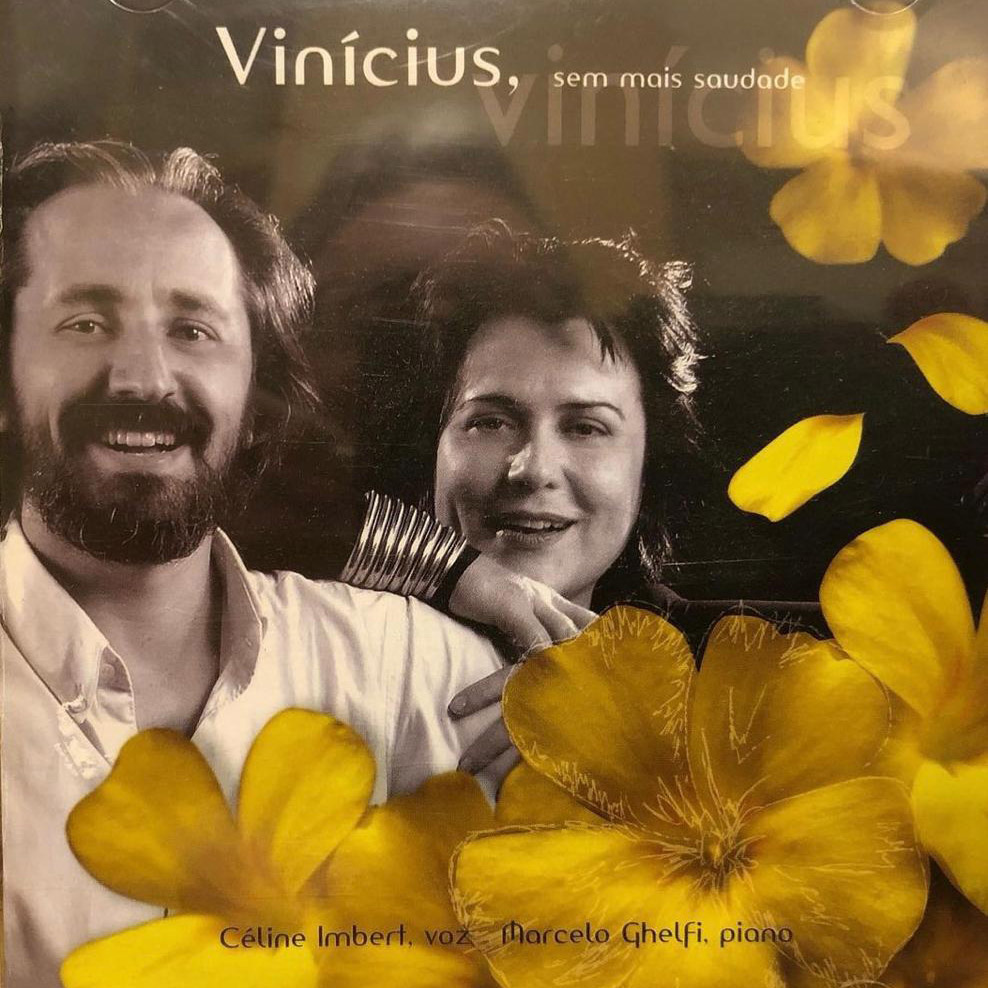 Vinícius, sem mais saudade
vinícius
Céline Imbert, voz Marcelo Ghelfi, piano